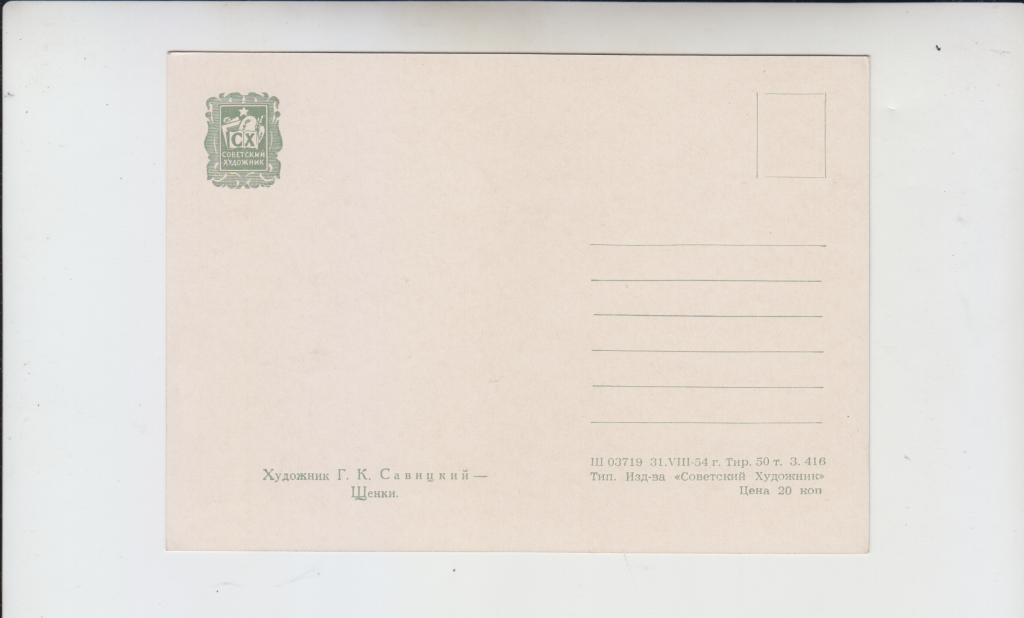 СХ
СОВЕТСКИЙ
ХУДОЖНИК
Художник Г. К. Савицкий —
Щенки.
Ш 03719 31.VIII-54 г. Тир. 50 т. З. 416
Тип. Изд-ва «Советский Художник»
Цена 20 коп